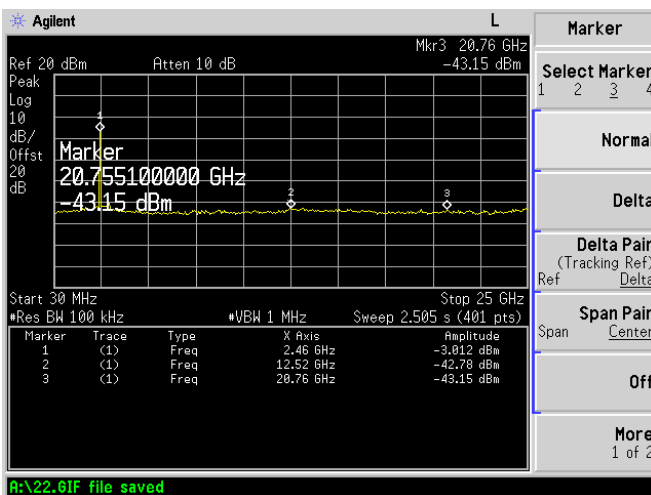 Agilent L
Mkr3 20.76 GHz
Ref 20 dBm Atten 10 dB -43.15 dBm
Peak
Log
10
dB/
Offst
20
dB
1
2
3
Marker
20.755100000 GHz
-43.15 dBm
Start 30 MHz Stop 25 GHz
#Res BW 100 kHz #VBW 1 MHz Sweep 2.505 s (401 pts)
Marker Trace Type X Axis Amplitude
1 (1) Freq 2.46 GHz -3.012 dBm
2 (1) Freq 12.52 GHz -42.78 dBm
3 (1) Freq 20.76 GHz -43.15 dBm
A:\22.GIF file saved
Marker
Select Marker
1 2 3 4
Normal
Delta
Delta Pair
(Tracking Ref)
Ref Delta
Span Pair
Span Center
Off
More
1 of 2